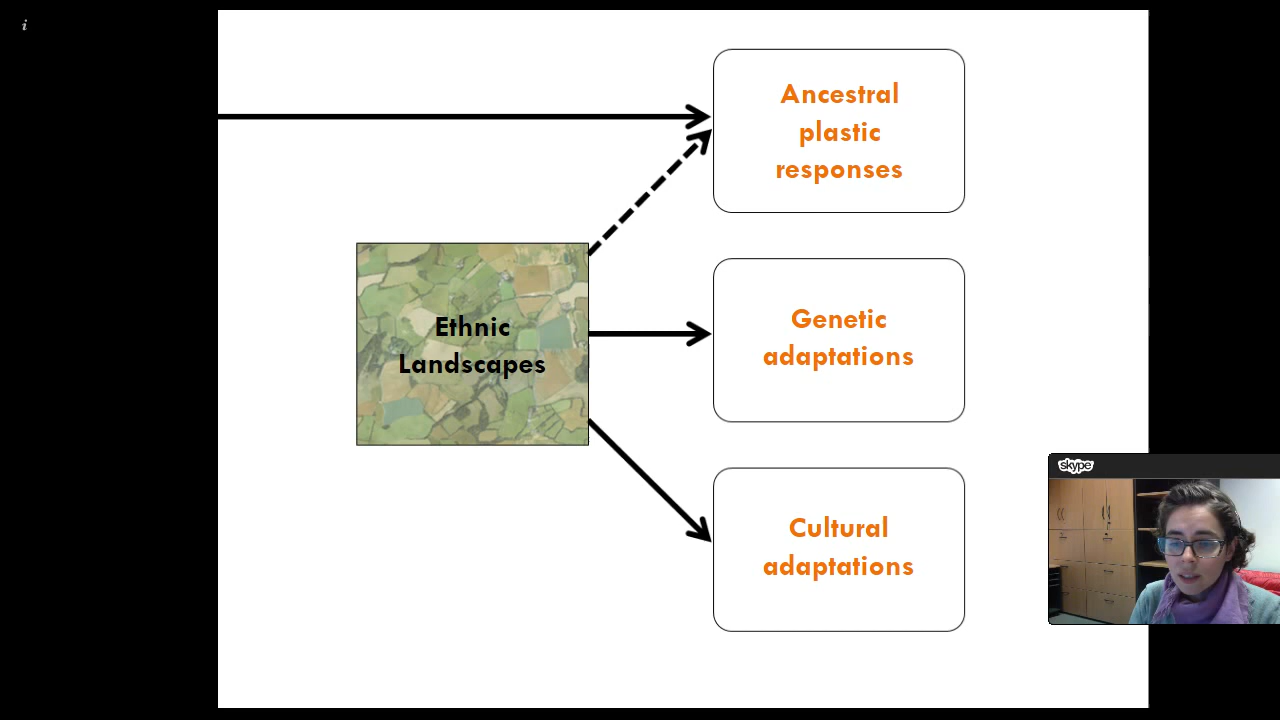 i
Ancestral
plastic
responses
Ethnic
Landscapes
Genetic
adaptations
skype
Cultural
adaptations